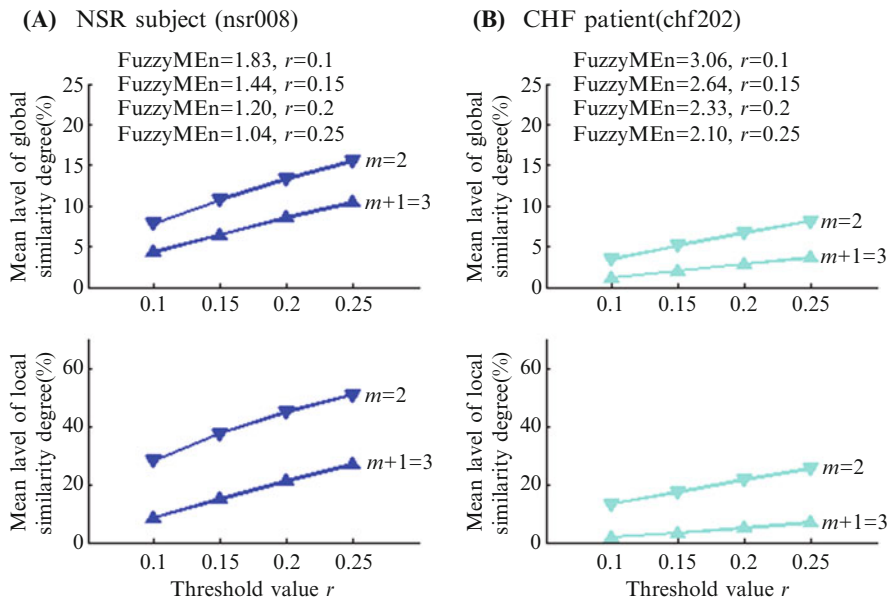 (A) NSR subject (nsr008)
FuzzyMEn=1.83, r=0.1
FuzzyMEn=1.44, r=0.15
FuzzyMEn=1.20, r=0.2
FuzzyMEn=1.04, r=0.25
Mean lavel of global
similarity degree(%)
25
20
15
10
5
0
m=2
m+1=3
0.1 0.15 0.2 0.25
Mean lavel of local
similarity degree(%)
60
40
20
0
m=2
m+1=3
0.1 0.15 0.2 0.25
Threshold value r
(B) CHF patient(chf202)
FuzzyMEn=3.06, r=0.1
FuzzyMEn=2.64, r=0.15
FuzzyMEn=2.33, r=0.2
FuzzyMEn=2.10, r=0.25
Mean lavel of global
similarity degree(%)
25
20
15
10
5
0
m=2
m+1=3
0.1 0.15 0.2 0.25
Mean lavel of local
similarity degree(%)
60
40
20
0
m=2
m+1=3
0.1 0.15 0.2 0.25
Threshold value r